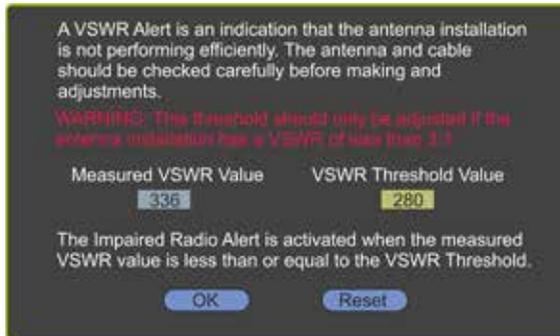 A VSWR Alert is an indication that the antenna installation
is not performing efficiently. The antenna and cable
should be checked carefully before making and
adjustments.
WARNING: This threshold should only be adjusted if the
antenna installation has a VSWR of less than 3:1
Measured VSWR Value VSWR Threshold Value
336 280
The Impaired Radio Alert is activated when the measured
VSWR value is less than or equal to the VSWR Threshold.
OK Reset